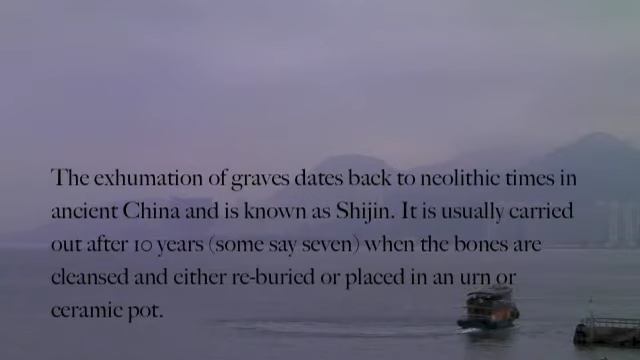 The exhumation of graves dates back to neolithic times in
ancient China and is known as Shijin. It is usually carried
out after 10 years (some say seven) when the bones are
cleansed and either re-buried or placed in an urn or
ceramic pot.